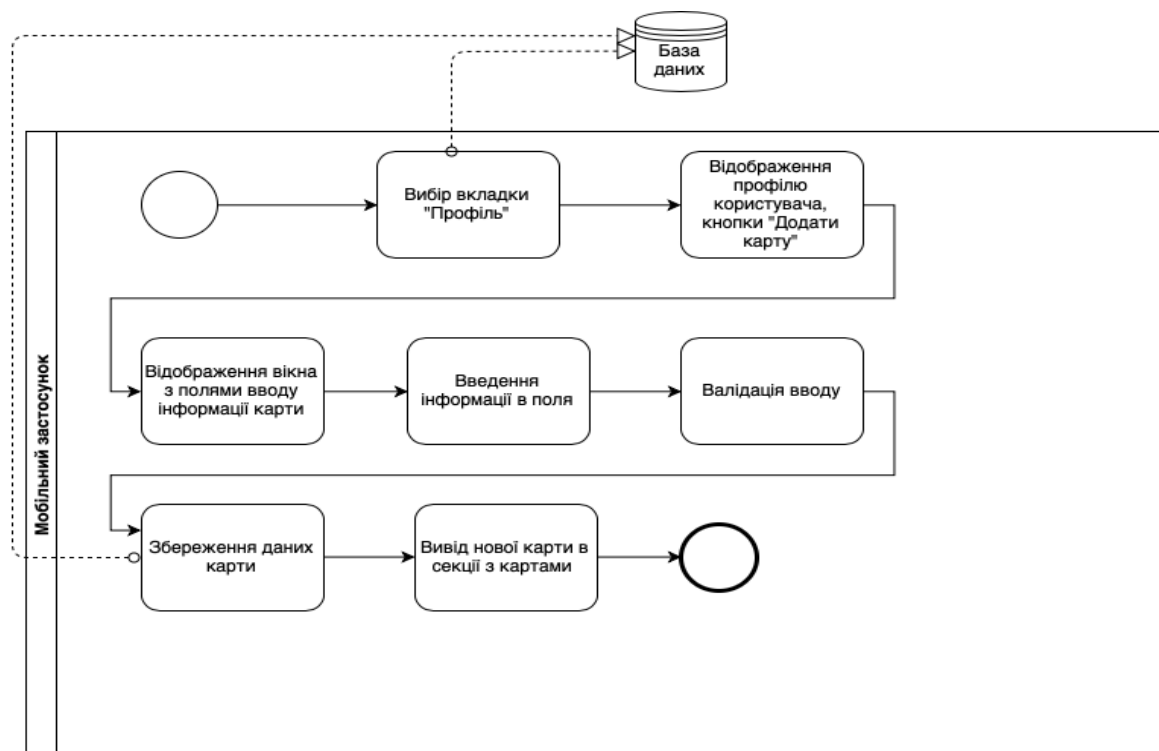 База
даних
Мобільний застосунок
Вибір вкладки
"Профіль"
Відображення
профілю
користувача,
кнопки "Додати
карту"
Відображення вікна
з полями вводу
інформації карти
Введення
інформації в поля
Валідація вводу
Збереження даних
карти
Вивід нової карти в
секції з картами